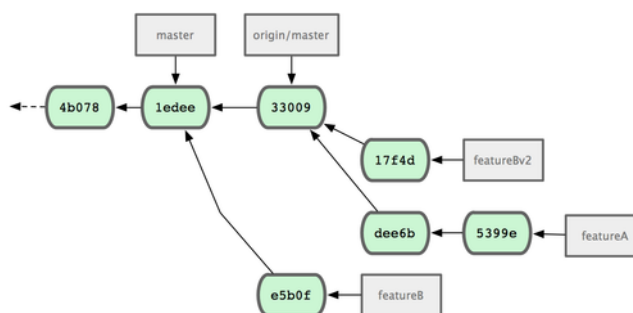 master
origin/master
4b078
1edee
33009
17f4d
featureBv2
dee6b
5399e
featureA
e5b0f
featureB